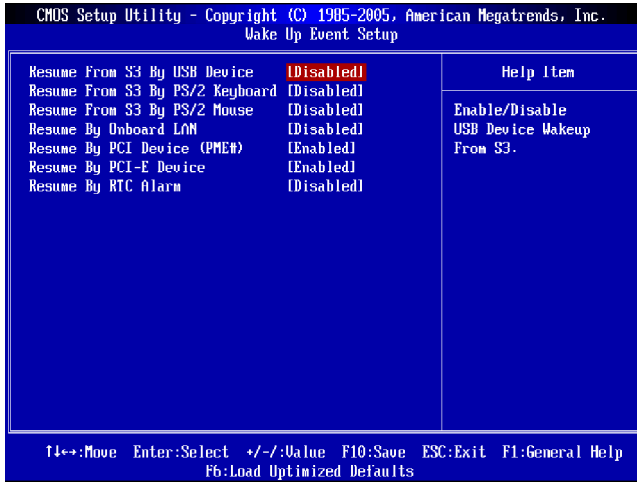 CMOS Setup Utility - Copyright (C) 1985-2005, American Megatrends, Inc.
Wake Up Event Setup
Resume From S3 By USB Device [Disabled]
Resume From S3 By PS/2 Keyboard [Disabled]
Resume From S3 By PS/2 Mouse [Disabled]
Resume By Onboard LAN [Disabled]
Resume By PCI Device (PME#) [Enabled]
Resume By PCI-E Device [Enabled]
Resume By RTC Alarm [Disabled]
Help Item
Enable/Disable
USB Device Wakeup
From S3.
↑↓←→:Move Enter:Select +/-/:Value F10:Save ESC:Exit F1:General Help
F6:Load Optimized Defaults